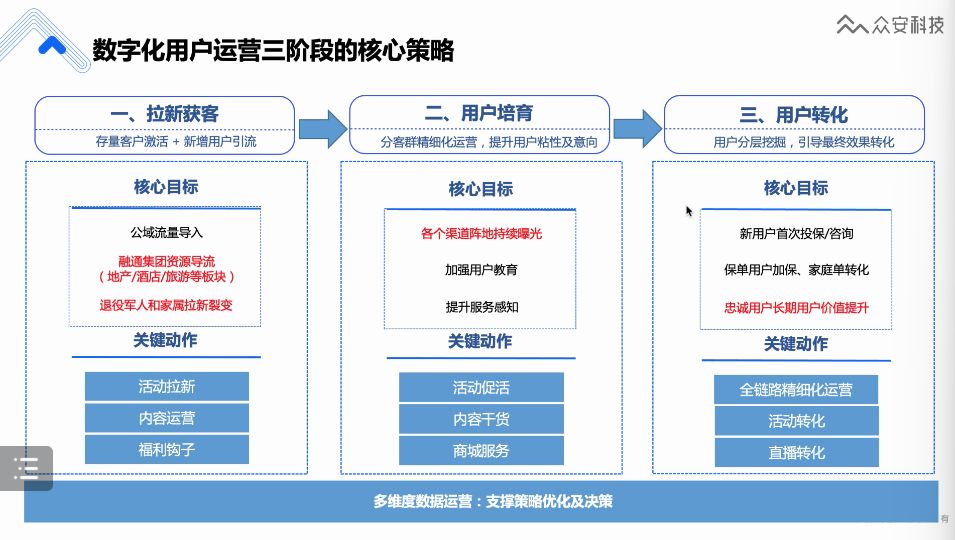 数字化用户运营三阶段的核心策略
众安科技
一、拉新获客
存量客户激活 + 新增用户引流
二、用户培育
分客群精细化运营，提升用户粘性及意向
三、用户转化
用户分层挖掘，引导最终效果转化
核心目标
公域流量导入
融通集团资源导流
（地产/酒店/旅游等板块）
退役军人和家属拉新裂变
关键动作
活动拉新
内容运营
福利钩子
核心目标
各个渠道阵地持续曝光
加强用户教育
提升服务感知
关键动作
活动促活
内容干货
商城服务
核心目标
新用户首次投保/咨询
保单用户加保、家庭单转化
忠诚用户长期用户价值提升
关键动作
全链路精细化运营
活动转化
直播转化
多维度数据运营：支撑策略优化及决策
有